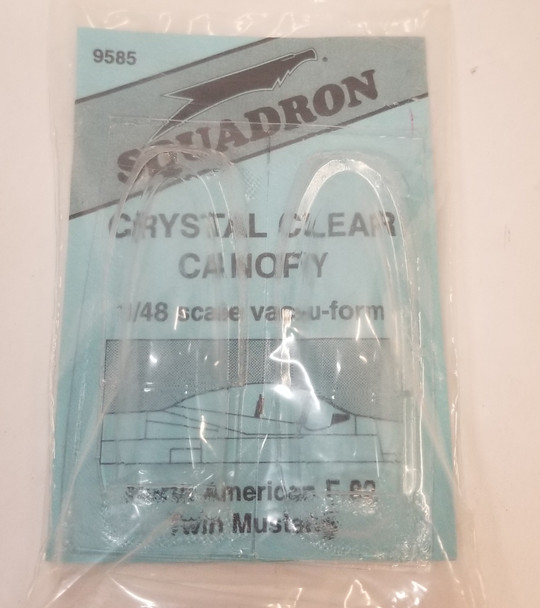 9585
SQUADRON
CRYSTAL CLEAR
CANOPY
1/48 scale vac-u-form
North American F-82
Twin Mustang